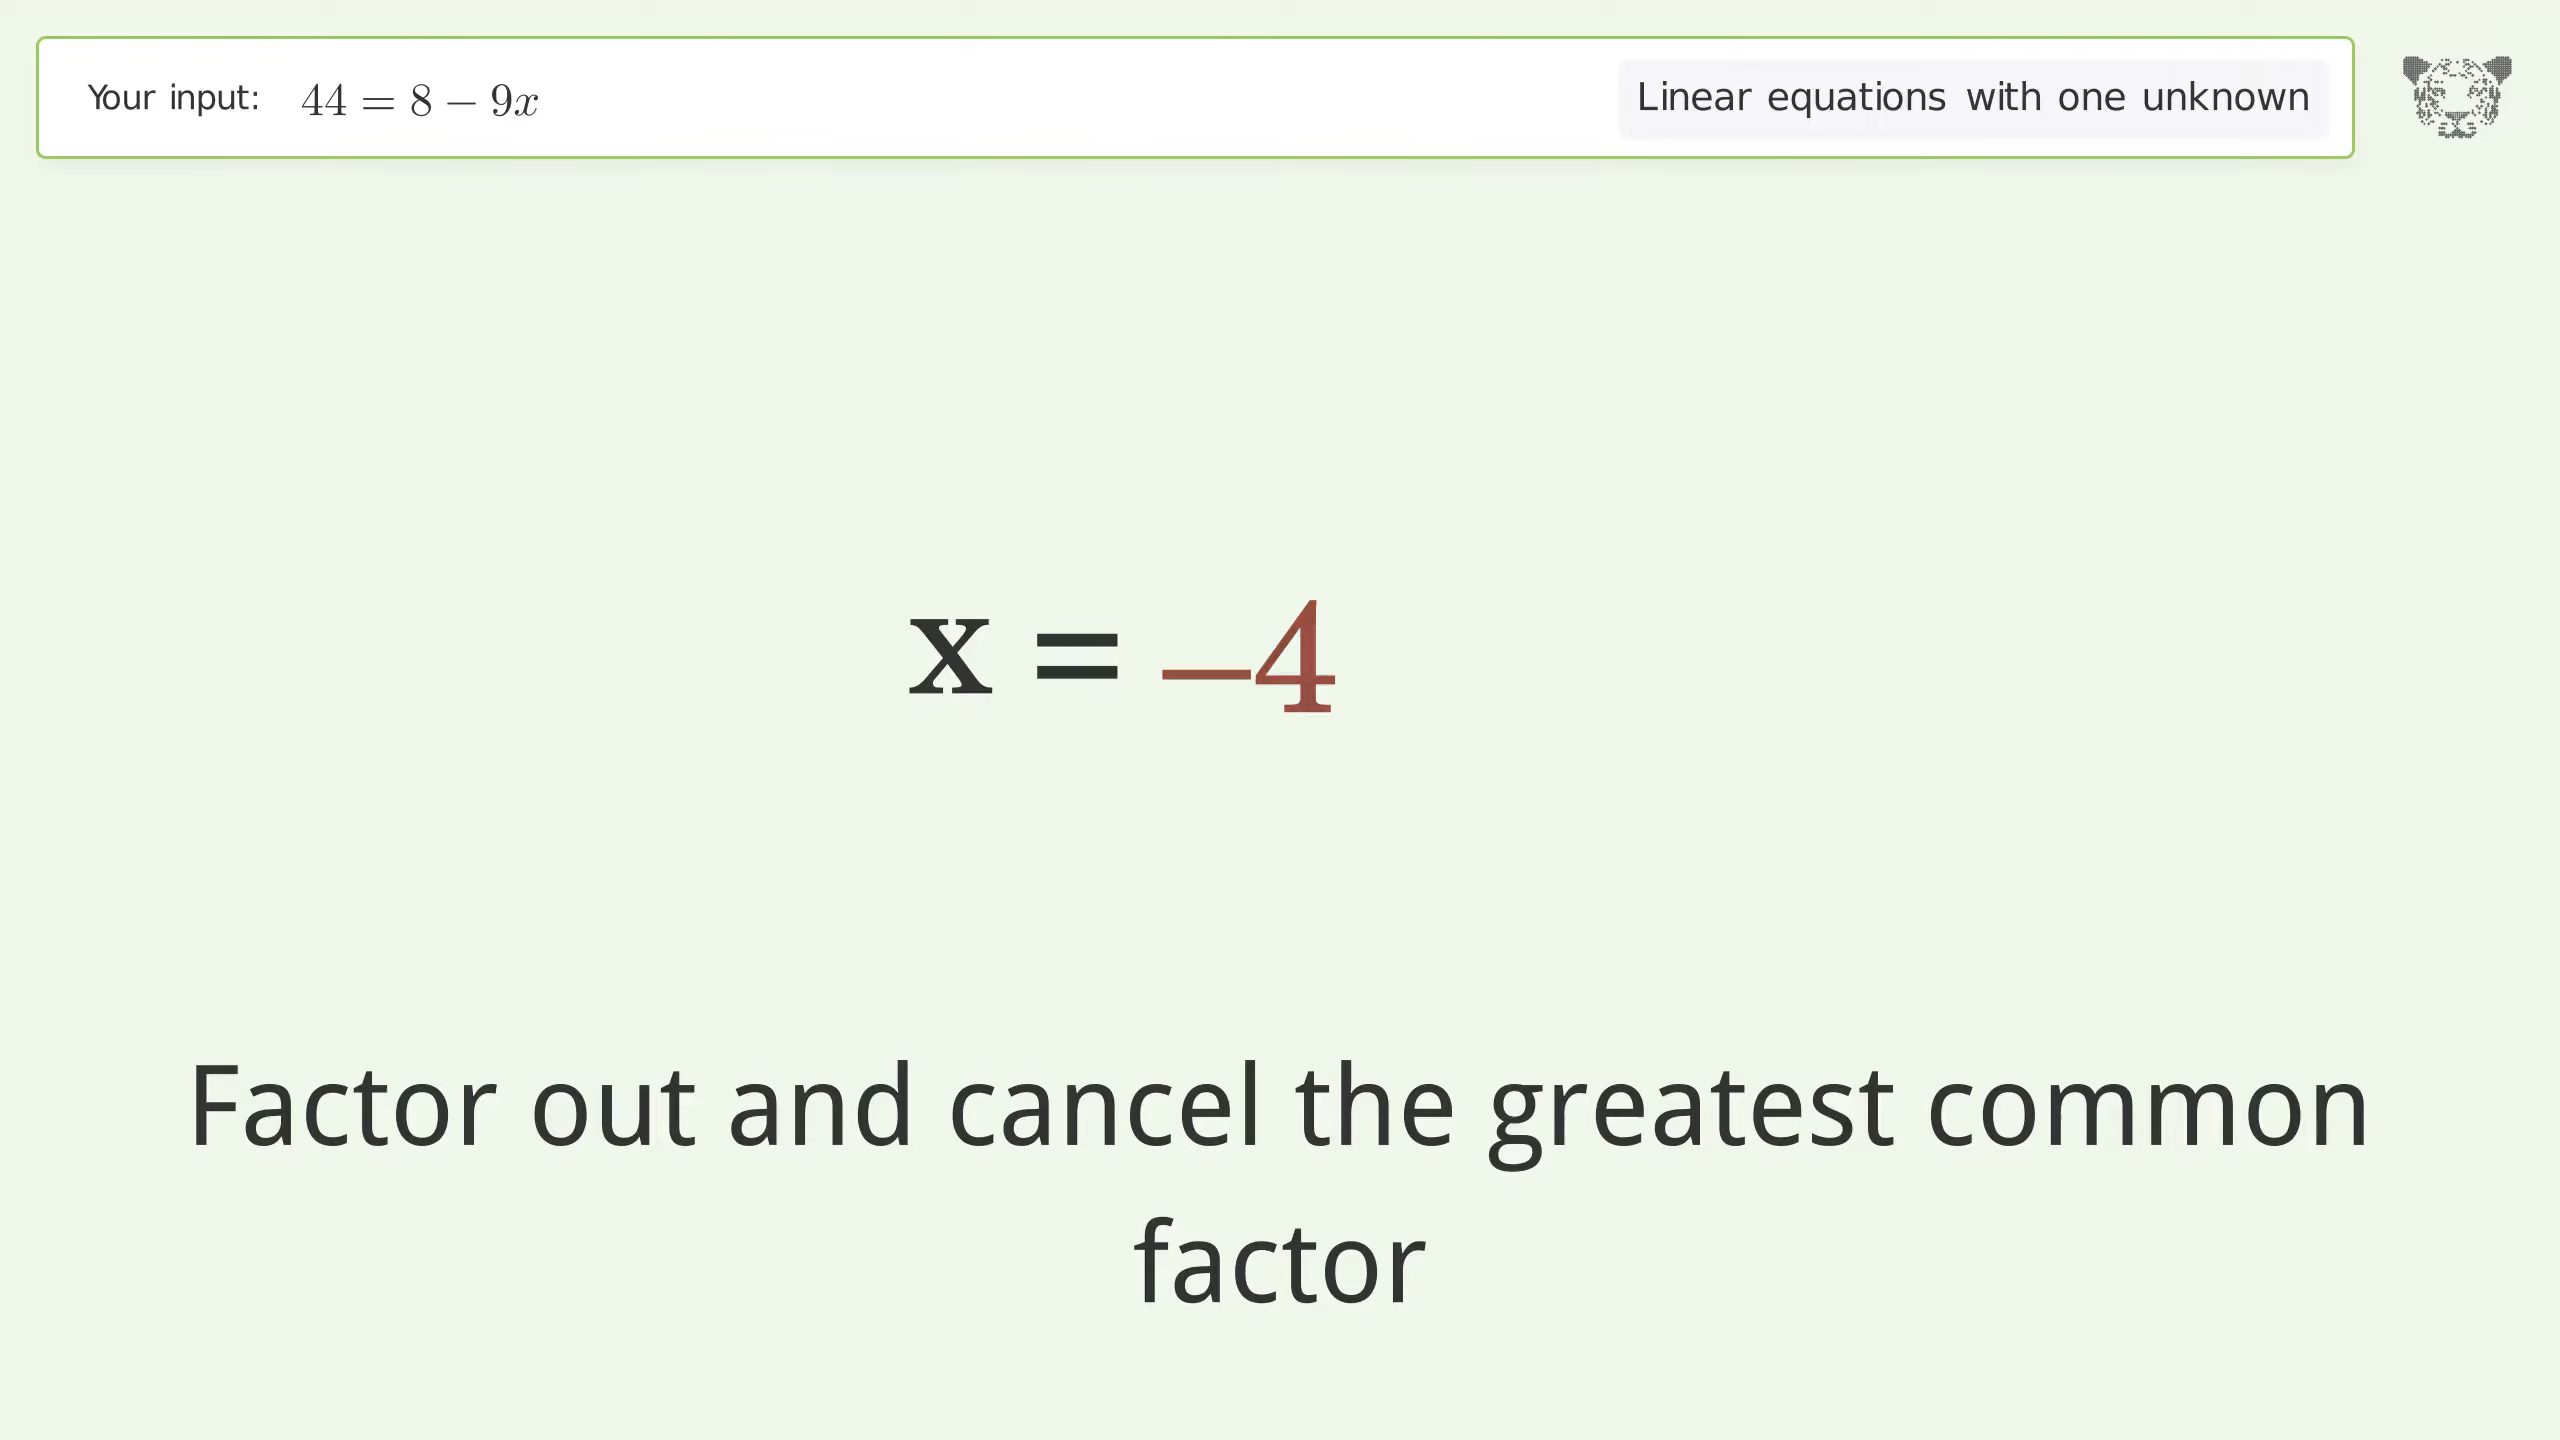 Your input: 44 = 8 − 9x
Linear equations with one unknown
x = −4
Factor out and cancel the greatest common
factor